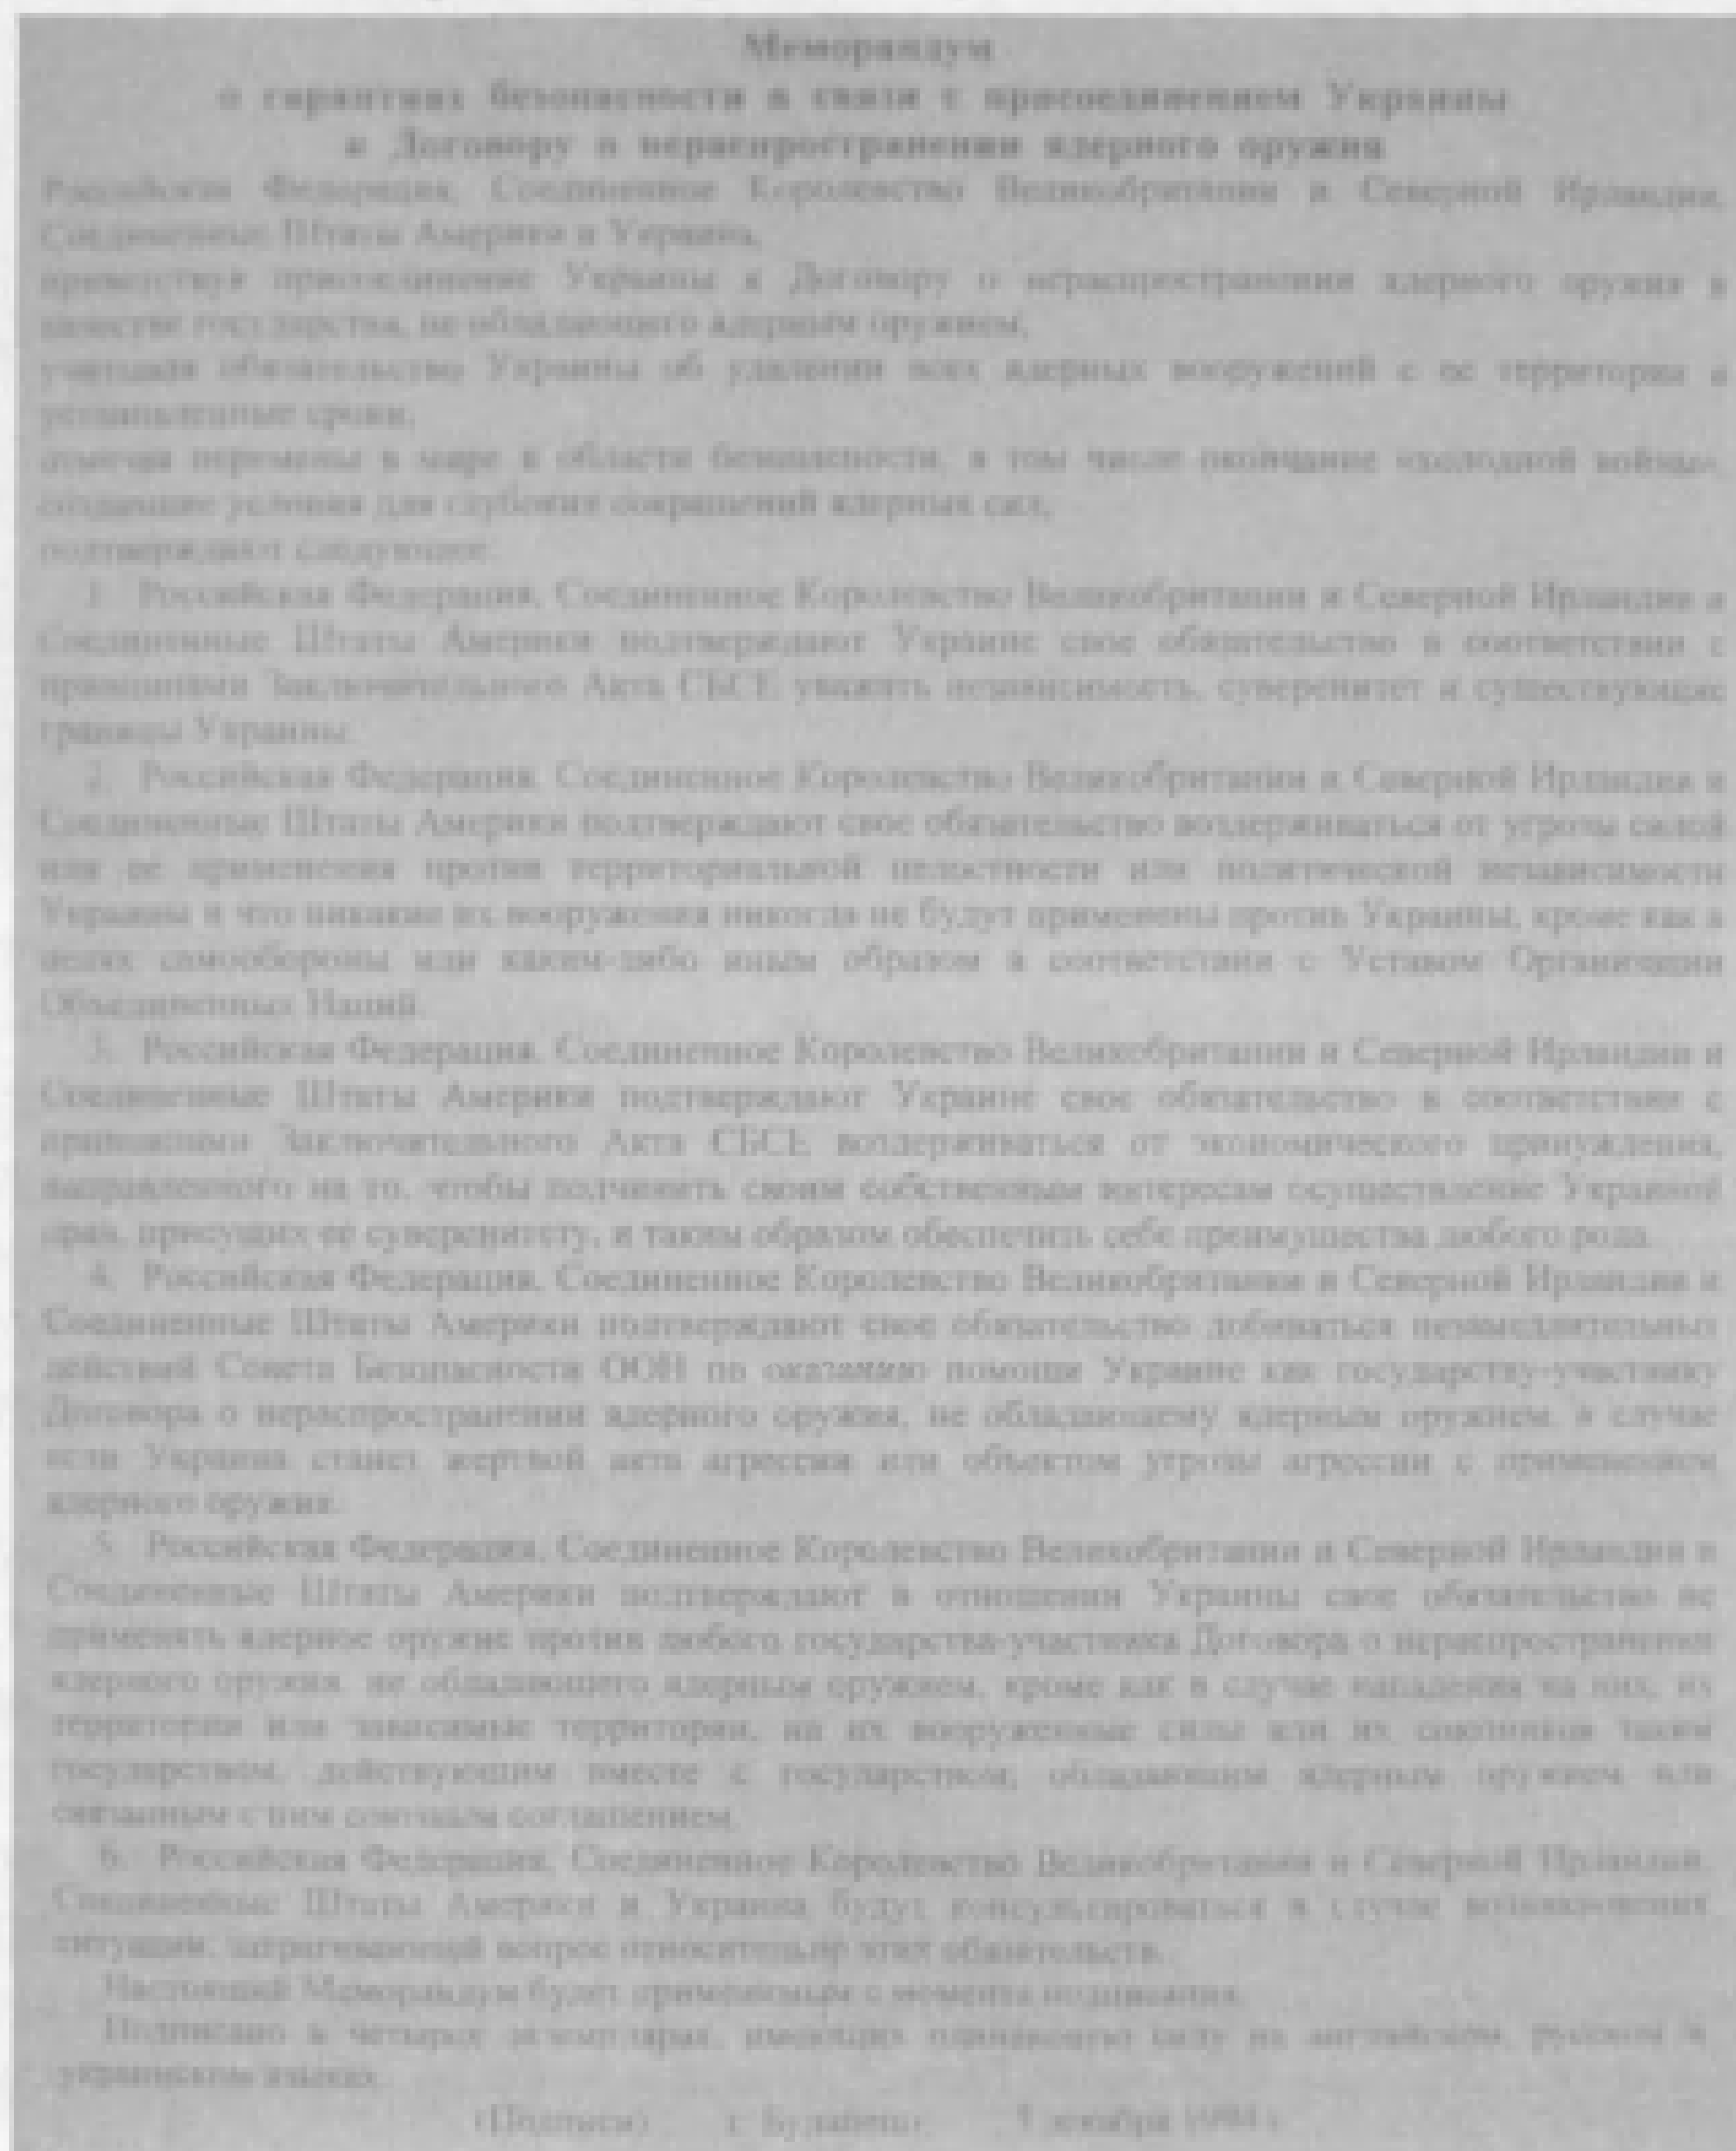 Меморандум
о гарантиях безопасности в связи с присоединением Украины
к Договору о нераспространении ядерного оружия
Российская Федерация, Соединенное Королевство Великобритании и Северной Ирландии,
Соединенные Штаты Америки и Украина,
приветствуя присоединение Украины к Договору о нераспространении ядерного оружия в
качестве государства, не обладающего ядерным оружием,
учитывая обязательство Украины об удалении всех ядерных вооружений с ее территории в
установленные сроки,
отмечая перемены в мире в области безопасности, в том числе окончание «холодной войны»,
создавшие условия для глубоких сокращений ядерных сил,
подтверждают следующее:
1. Российская Федерация, Соединенное Королевство Великобритании и Северной Ирландии и
Соединенные Штаты Америки подтверждают Украине свое обязательство в соответствии с
принципами Заключительного Акта СБСЕ уважать независимость, суверенитет и существующие
границы Украины.
2. Российская Федерация, Соединенное Королевство Великобритании и Северной Ирландии и
Соединенные Штаты Америки подтверждают свое обязательство воздерживаться от угрозы силой
или ее применения против территориальной целостности или политической независимости
Украины и что никакие их вооружения никогда не будут применены против Украины, кроме как в
целях самообороны или каким-либо иным образом в соответствии с Уставом Организации
Объединенных Наций.
3. Российская Федерация, Соединенное Королевство Великобритании и Северной Ирландии и
Соединенные Штаты Америки подтверждают Украине свое обязательство в соответствии с
принципами Заключительного Акта СБСЕ воздерживаться от экономического принуждения,
направленного на то, чтобы подчинить своим собственным интересам осуществление Украиной
прав, присущих ее суверенитету, и таким образом обеспечить себе преимущества любого рода.
4. Российская Федерация, Соединенное Королевство Великобритании и Северной Ирландии и
Соединенные Штаты Америки подтверждают свое обязательство добиваться незамедлительных
действий Совета Безопасности ООН по оказанию помощи Украине как государству-участнику
Договора о нераспространении ядерного оружия, не обладающему ядерным оружием, в случае
если Украина станет жертвой акта агрессии или объектом угрозы агрессии с применением
ядерного оружия.
5. Российская Федерация, Соединенное Королевство Великобритании и Северной Ирландии и
Соединенные Штаты Америки подтверждают в отношении Украины свое обязательство не
применять ядерное оружие против любого государства-участника Договора о нераспространении
ядерного оружия, не обладающего ядерным оружием, кроме как в случае нападения на них, их
территории или зависимые территории, на их вооруженные силы или их союзников таким
государством, действующим вместе с государством, обладающим ядерным оружием или
связанным с ним союзным соглашением.
6. Российская Федерация, Соединенное Королевство Великобритании и Северной Ирландии,
Соединенные Штаты Америки и Украина будут консультироваться в случае возникновения
ситуации, затрагивающей вопрос относительно этих обязательств.
Настоящий Меморандум будет применимым с момента подписания.
Подписано в четырех экземплярах, имеющих одинаковую силу на английском, русском и
украинском языках.
(Подписи) г. Будапешт 5 декабря 1994 г.